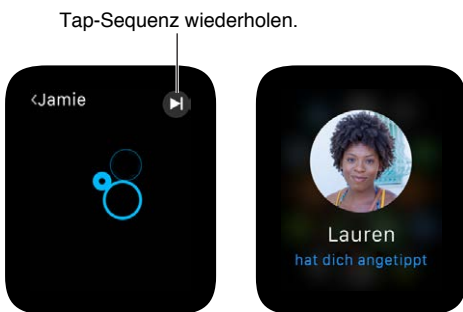 Tap-Sequenz wiederholen.
‹Jamie
Lauren
hat dich angetippt